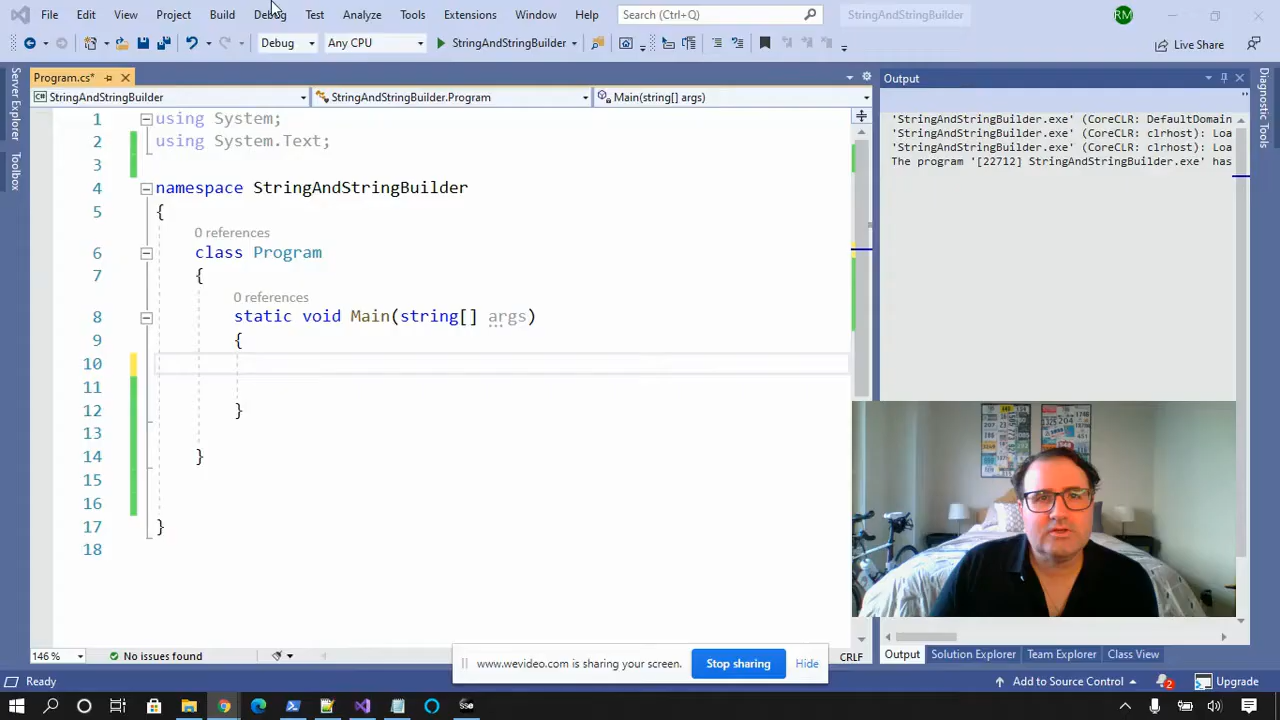 File Edit View Project Build Debug Test Analyze Tools Extensions Window Help Search (Ctrl+Q) StringAndStringBuilder RM
Debug Any CPU StringAndStringBuilder Live Share
Server Explorer
Toolbox
Program.cs*
StringAndStringBuilder StringAndStringBuilder.Program Main(string[] args)
1 using System;
2 using System.Text;
3
4 namespace StringAndStringBuilder
5 {
0 references
6 class Program
7 {
0 references
8 static void Main(string[] args)
9 {
10
11
12 }
13
14 }
15
16
17 }
18
146 % No issues found CRLF
Output
'StringAndStringBuilder.exe' (CoreCLR: DefaultDomain
'StringAndStringBuilder.exe' (CoreCLR: clrhost): Loa
'StringAndStringBuilder.exe' (CoreCLR: clrhost): Loa
The program '[22712] StringAndStringBuilder.exe' has
Diagnostic Tools
Output Solution Explorer Team Explorer Class View
www.wevideo.com is sharing your screen. Stop sharing Hide
Ready Add to Source Control 2 Upgrade